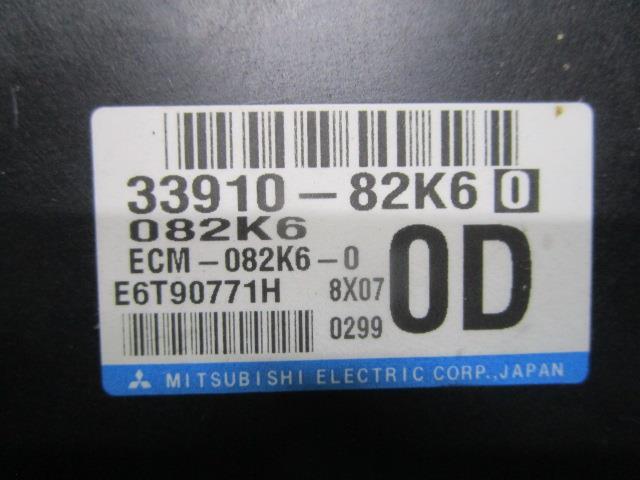 33910-82K6 0
082K6
ECM-082K6-0
E6T90771H 8X07
0299
0D
MITSUBISHI ELECTRIC CORP.,JAPAN